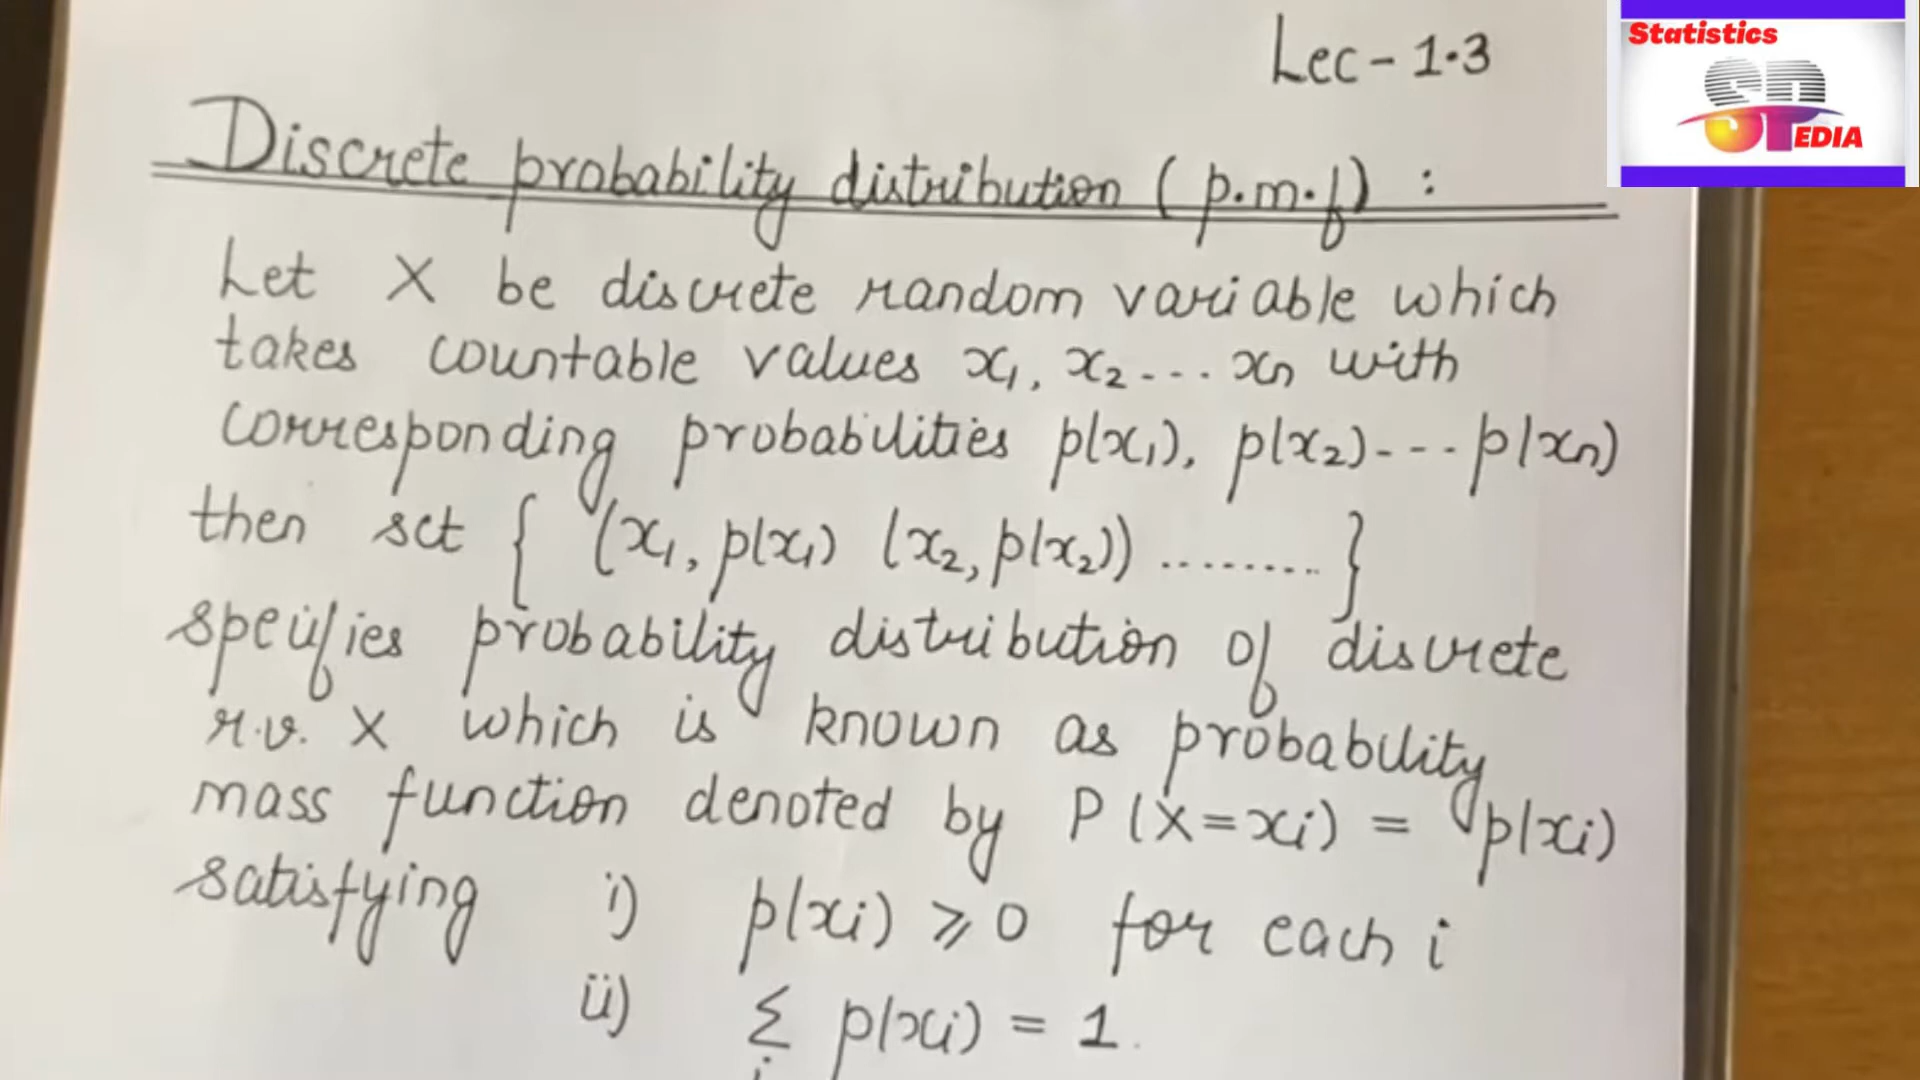 Lec - 1.3
Statistics
SP
EDIA
Discrete probability distribution (p.m.f) :
Let X be discrete random variable which
takes countable values x₁, x₂ --- xₙ with
corresponding probabilities p(x₁), p(x₂) --- p(xₙ)
then set { (x₁, p(x₁) (x₂, p(x₂)) ......... }
specifies probability distribution of discrete
r.v. X which is known as probability
mass function denoted by P(X=xi) = p(xi)
satisfying i) p(xi) ⩾ 0 for each i
ii) Σ p(xi) = 1.
i